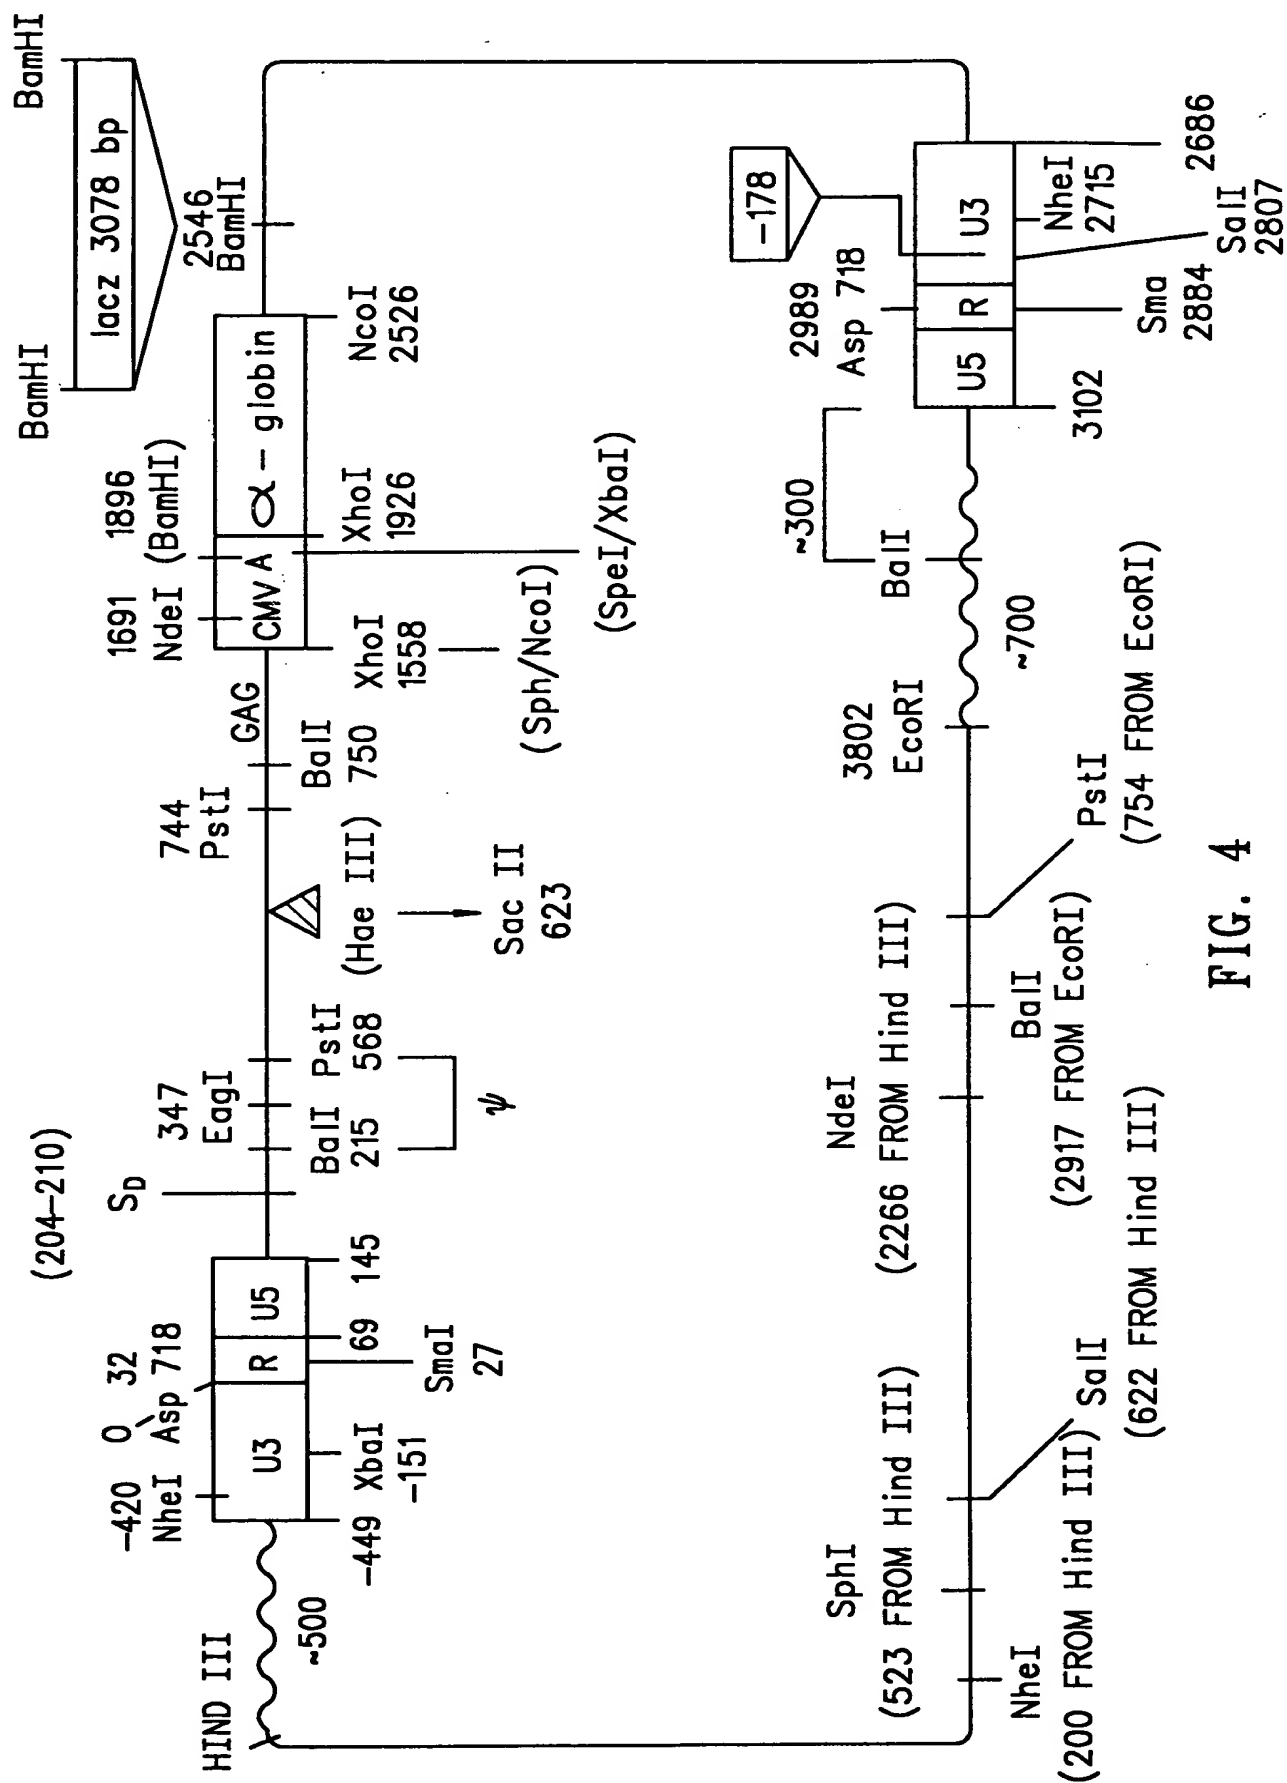 HIND III
~500
-420
NheI
0
32
Asp 718
U3
R
U5
-449
XbaI
-151
69
145
SmaI
27
(204-210)
SD
347
EagI
BalI
215
PstI
568
ψ
(Hae III)
Sac II
623
744
PstI
BalI
750
GAG
1691
NdeI
1896
(BamHI)
CMV A
α - globin
XhoI
1558
(Sph/NcoI)
XhoI
1926
(SpeI/XbaI)
NcoI
2526
BamHI
BamHI
lacz 3078 bp
2546
BamHI
-178
2989
Asp 718
U5
R
U3
NheI
2715
2686
SalI
2807
Sma
2884
3102
~300
BalI
~700
3802
EcoRI
PstI
(754 FROM EcoRI)
BalI
(2917 FROM EcoRI)
NdeI
(2266 FROM Hind III)
SalI
(622 FROM Hind III)
SphI
(523 FROM Hind III)
NheI
(200 FROM Hind III)
FIG. 4